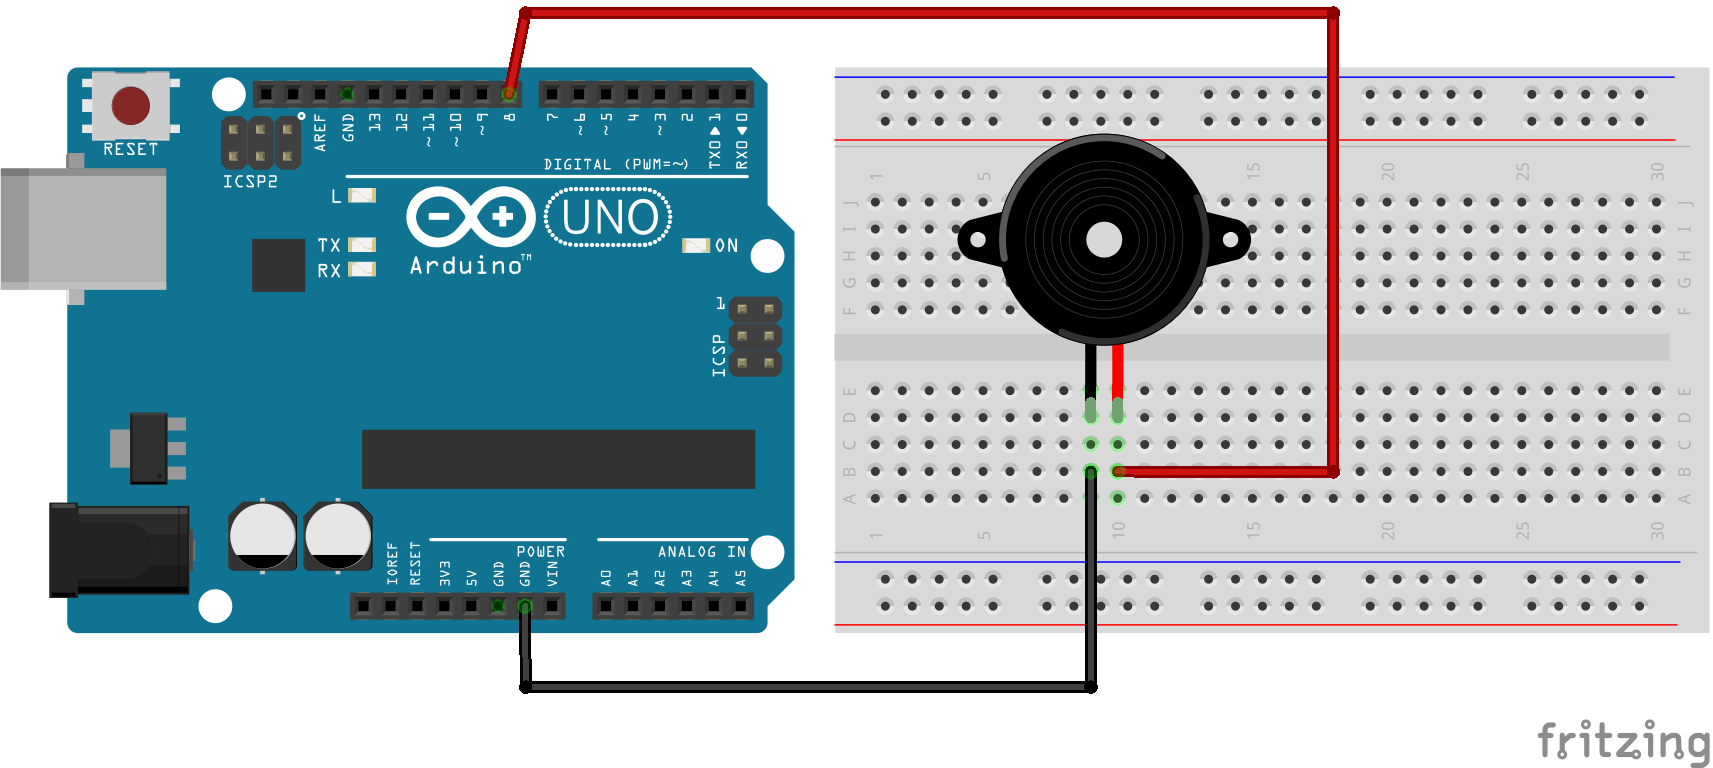 RESET
ICSP2
AREF
GND
13
12
~11
~10
~9
8
7
~6
~5
4
~3
2
TX0▶1
RX0◀0
DIGITAL (PWM=~)
L
TX
RX
UNO
Arduino™
ON
1
ICSP
IOREF
RESET
3V3
5V
GND
GND
VIN
POWER
ANALOG IN
A0
A1
A2
A3
A4
A5
1
5
15
20
25
30
J
I
H
G
F
J
I
H
G
F
E
D
C
B
A
E
D
C
B
A
1
5
10
15
20
25
30
fritzing